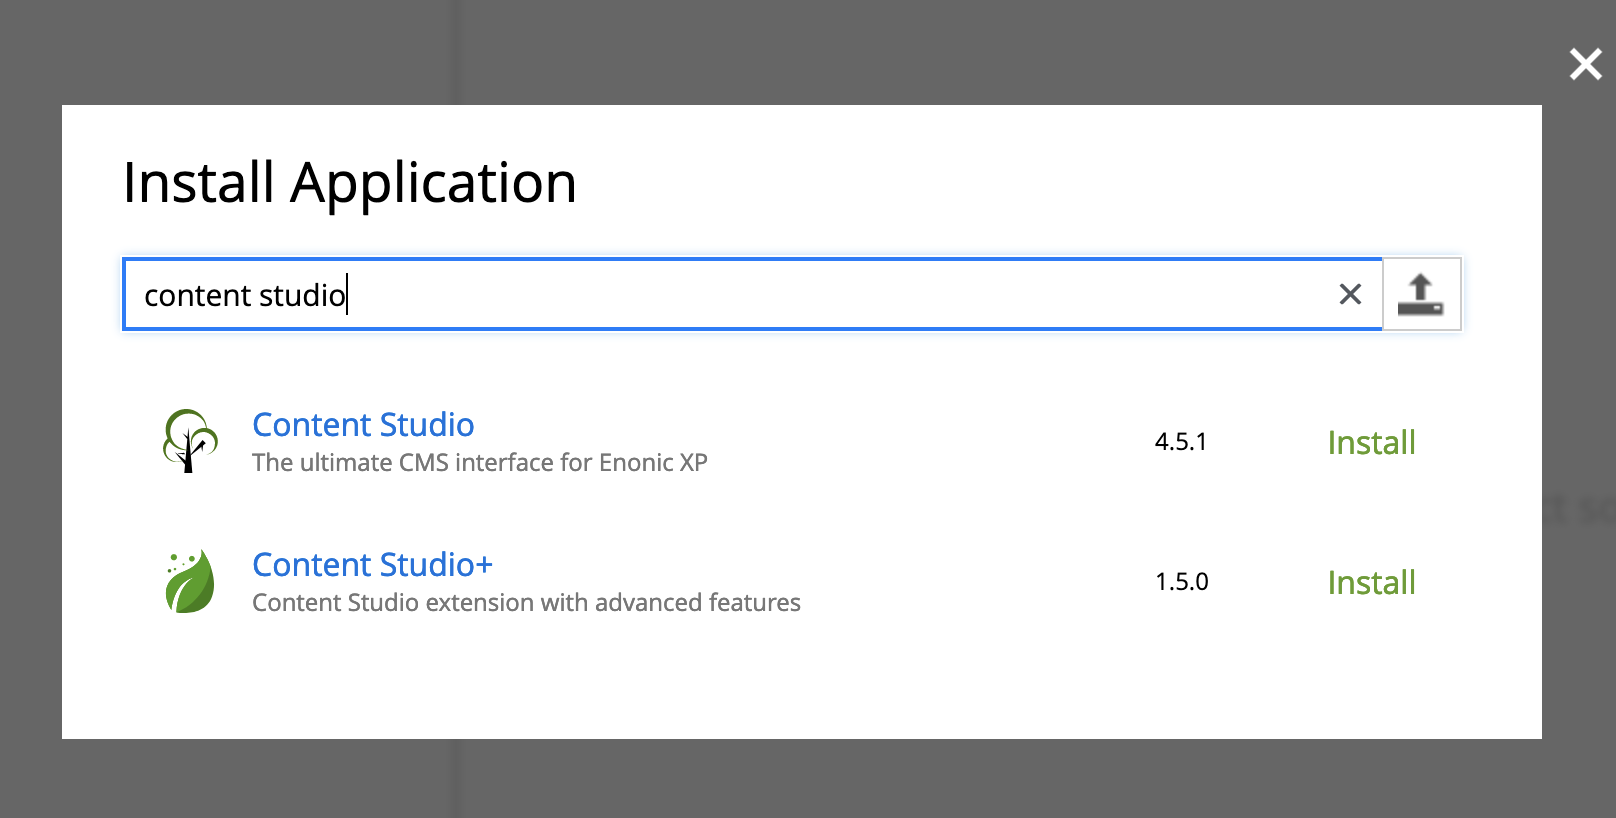 Install Application
content studio
Content Studio
The ultimate CMS interface for Enonic XP
4.5.1
Install
Content Studio+
Content Studio extension with advanced features
1.5.0
Install